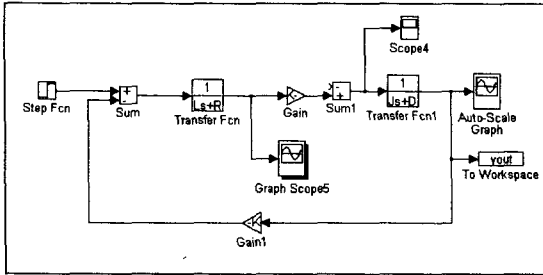 Scope4
Step Fcn
+
-
Sum
1
Ls+R
Transfer Fcn
Gain
-
+
Sum1
1
Js+D
Transfer Fcn1
Auto-Scale
Graph
Graph Scope5
yout
To Workspace
-K
Gain1